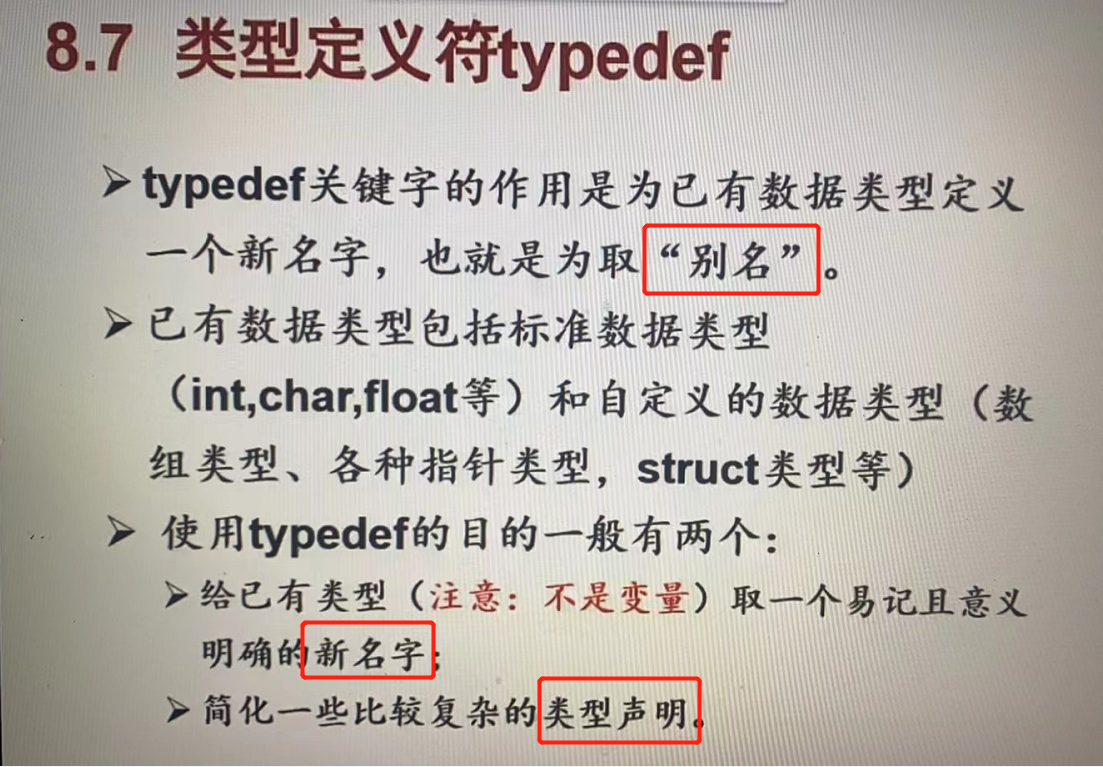 8.7 类型定义符typedef
➢typedef关键字的作用是为已有数据类型定义
一个新名字，也就是为取“别名”。
➢已有数据类型包括标准数据类型
（int,char,float等）和自定义的数据类型（数
组类型、各种指针类型，struct类型等）
➢ 使用typedef的目的一般有两个：
➢给已有类型（注意：不是变量）取一个易记且意义
明确的新名字；
➢简化一些比较复杂的类型声明。